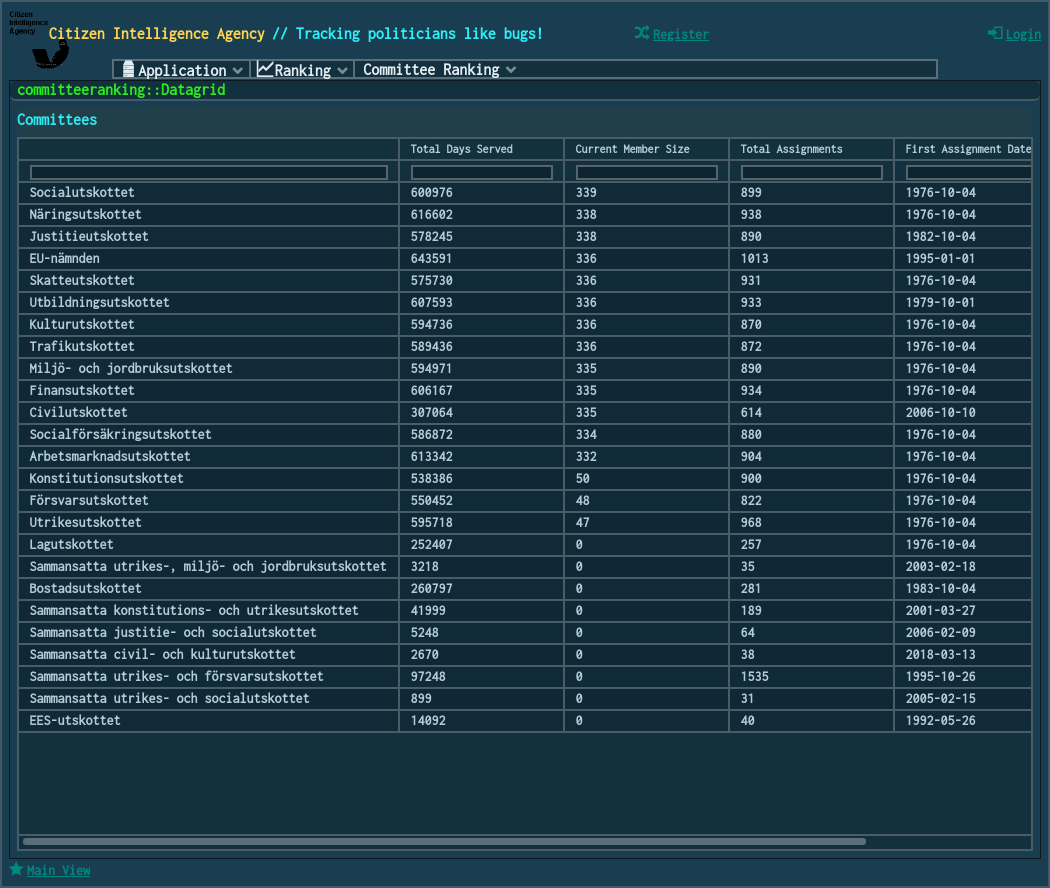 Citizen
Intelligence
Agency
Citizen Intelligence Agency // Tracking politicians like bugs!
Register
Login
Application
Ranking
Committee Ranking
committeeranking::Datagrid
Committees
Total Days Served Current Member Size Total Assignments First Assignment Date
Socialutskottet 600976 339 899 1976-10-04
Näringsutskottet 616602 338 938 1976-10-04
Justitieutskottet 578245 338 890 1982-10-04
EU-nämnden 643591 336 1013 1995-01-01
Skatteutskottet 575730 336 931 1976-10-04
Utbildningsutskottet 607593 336 933 1979-10-01
Kulturutskottet 594736 336 870 1976-10-04
Trafikutskottet 589436 336 872 1976-10-04
Miljö- och jordbruksutskottet 594971 335 890 1976-10-04
Finansutskottet 606167 335 934 1976-10-04
Civilutskottet 307064 335 614 2006-10-10
Socialförsäkringsutskottet 586872 334 880 1976-10-04
Arbetsmarknadsutskottet 613342 332 904 1976-10-04
Konstitutionsutskottet 538386 50 900 1976-10-04
Försvarsutskottet 550452 48 822 1976-10-04
Utrikesutskottet 595718 47 968 1976-10-04
Lagutskottet 252407 0 257 1976-10-04
Sammansatta utrikes-, miljö- och jordbruksutskottet 3218 0 35 2003-02-18
Bostadsutskottet 260797 0 281 1983-10-04
Sammansatta konstitutions- och utrikesutskottet 41999 0 189 2001-03-27
Sammansatta justitie- och socialutskottet 5248 0 64 2006-02-09
Sammansatta civil- och kulturutskottet 2670 0 38 2018-03-13
Sammansatta utrikes- och försvarsutskottet 97248 0 1535 1995-10-26
Sammansatta utrikes- och socialutskottet 899 0 31 2005-02-15
EES-utskottet 14092 0 40 1992-05-26
Main View